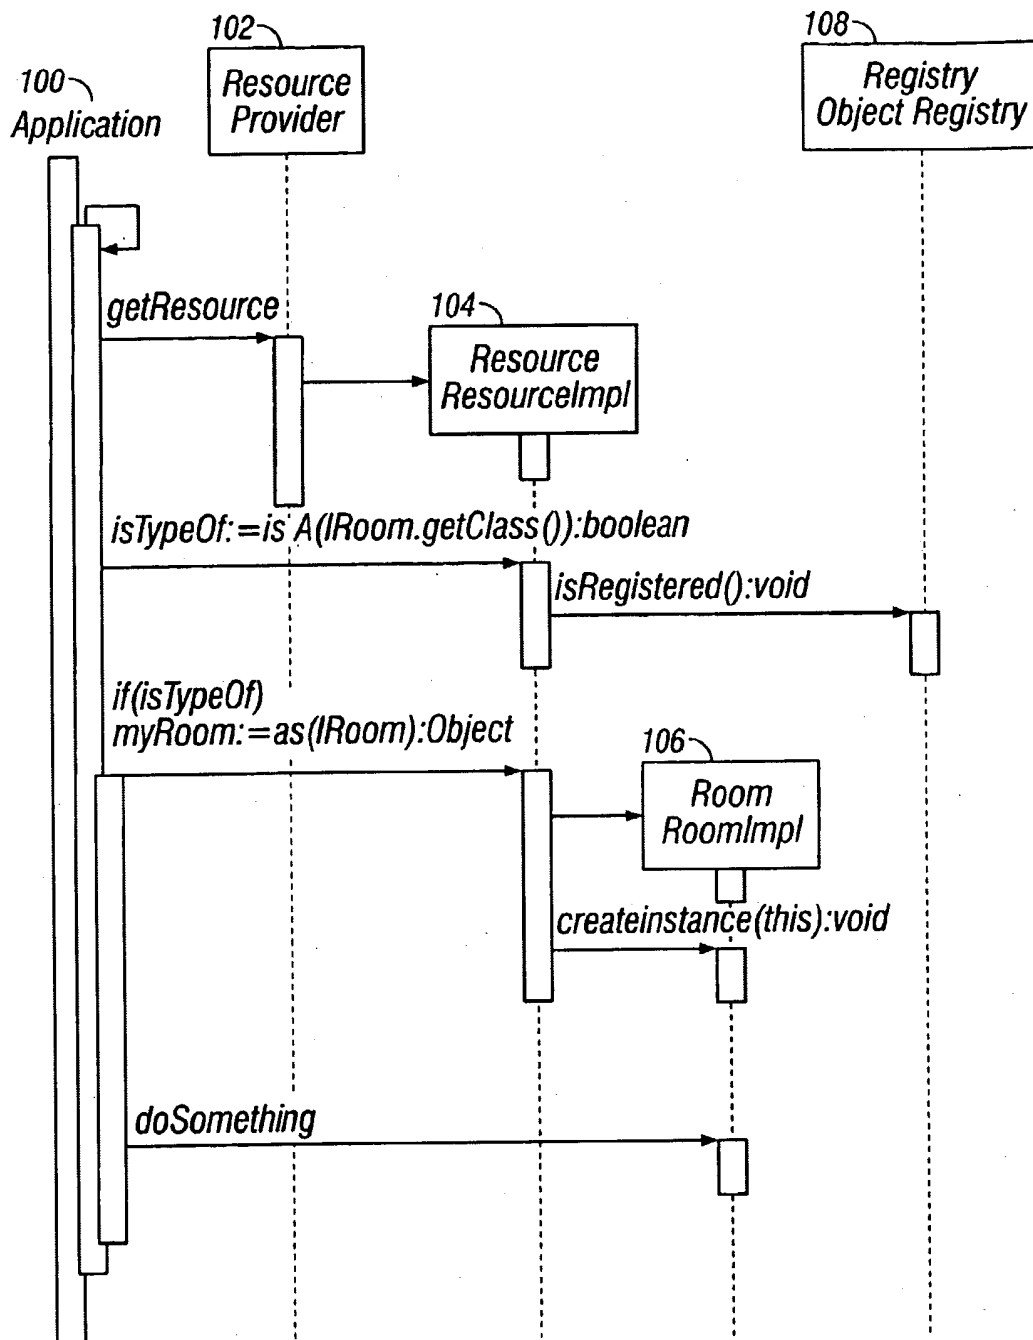 102
Resource
Provider
108
Registry
Object Registry
100
Application
getResource
104
Resource
ResourceImpl
isTypeOf:=is A(IRoom.getClass()):boolean
isRegistered():void
if(isTypeOf)
myRoom:=as(IRoom):Object
106
Room
RoomImpl
createinstance(this):void
doSomething